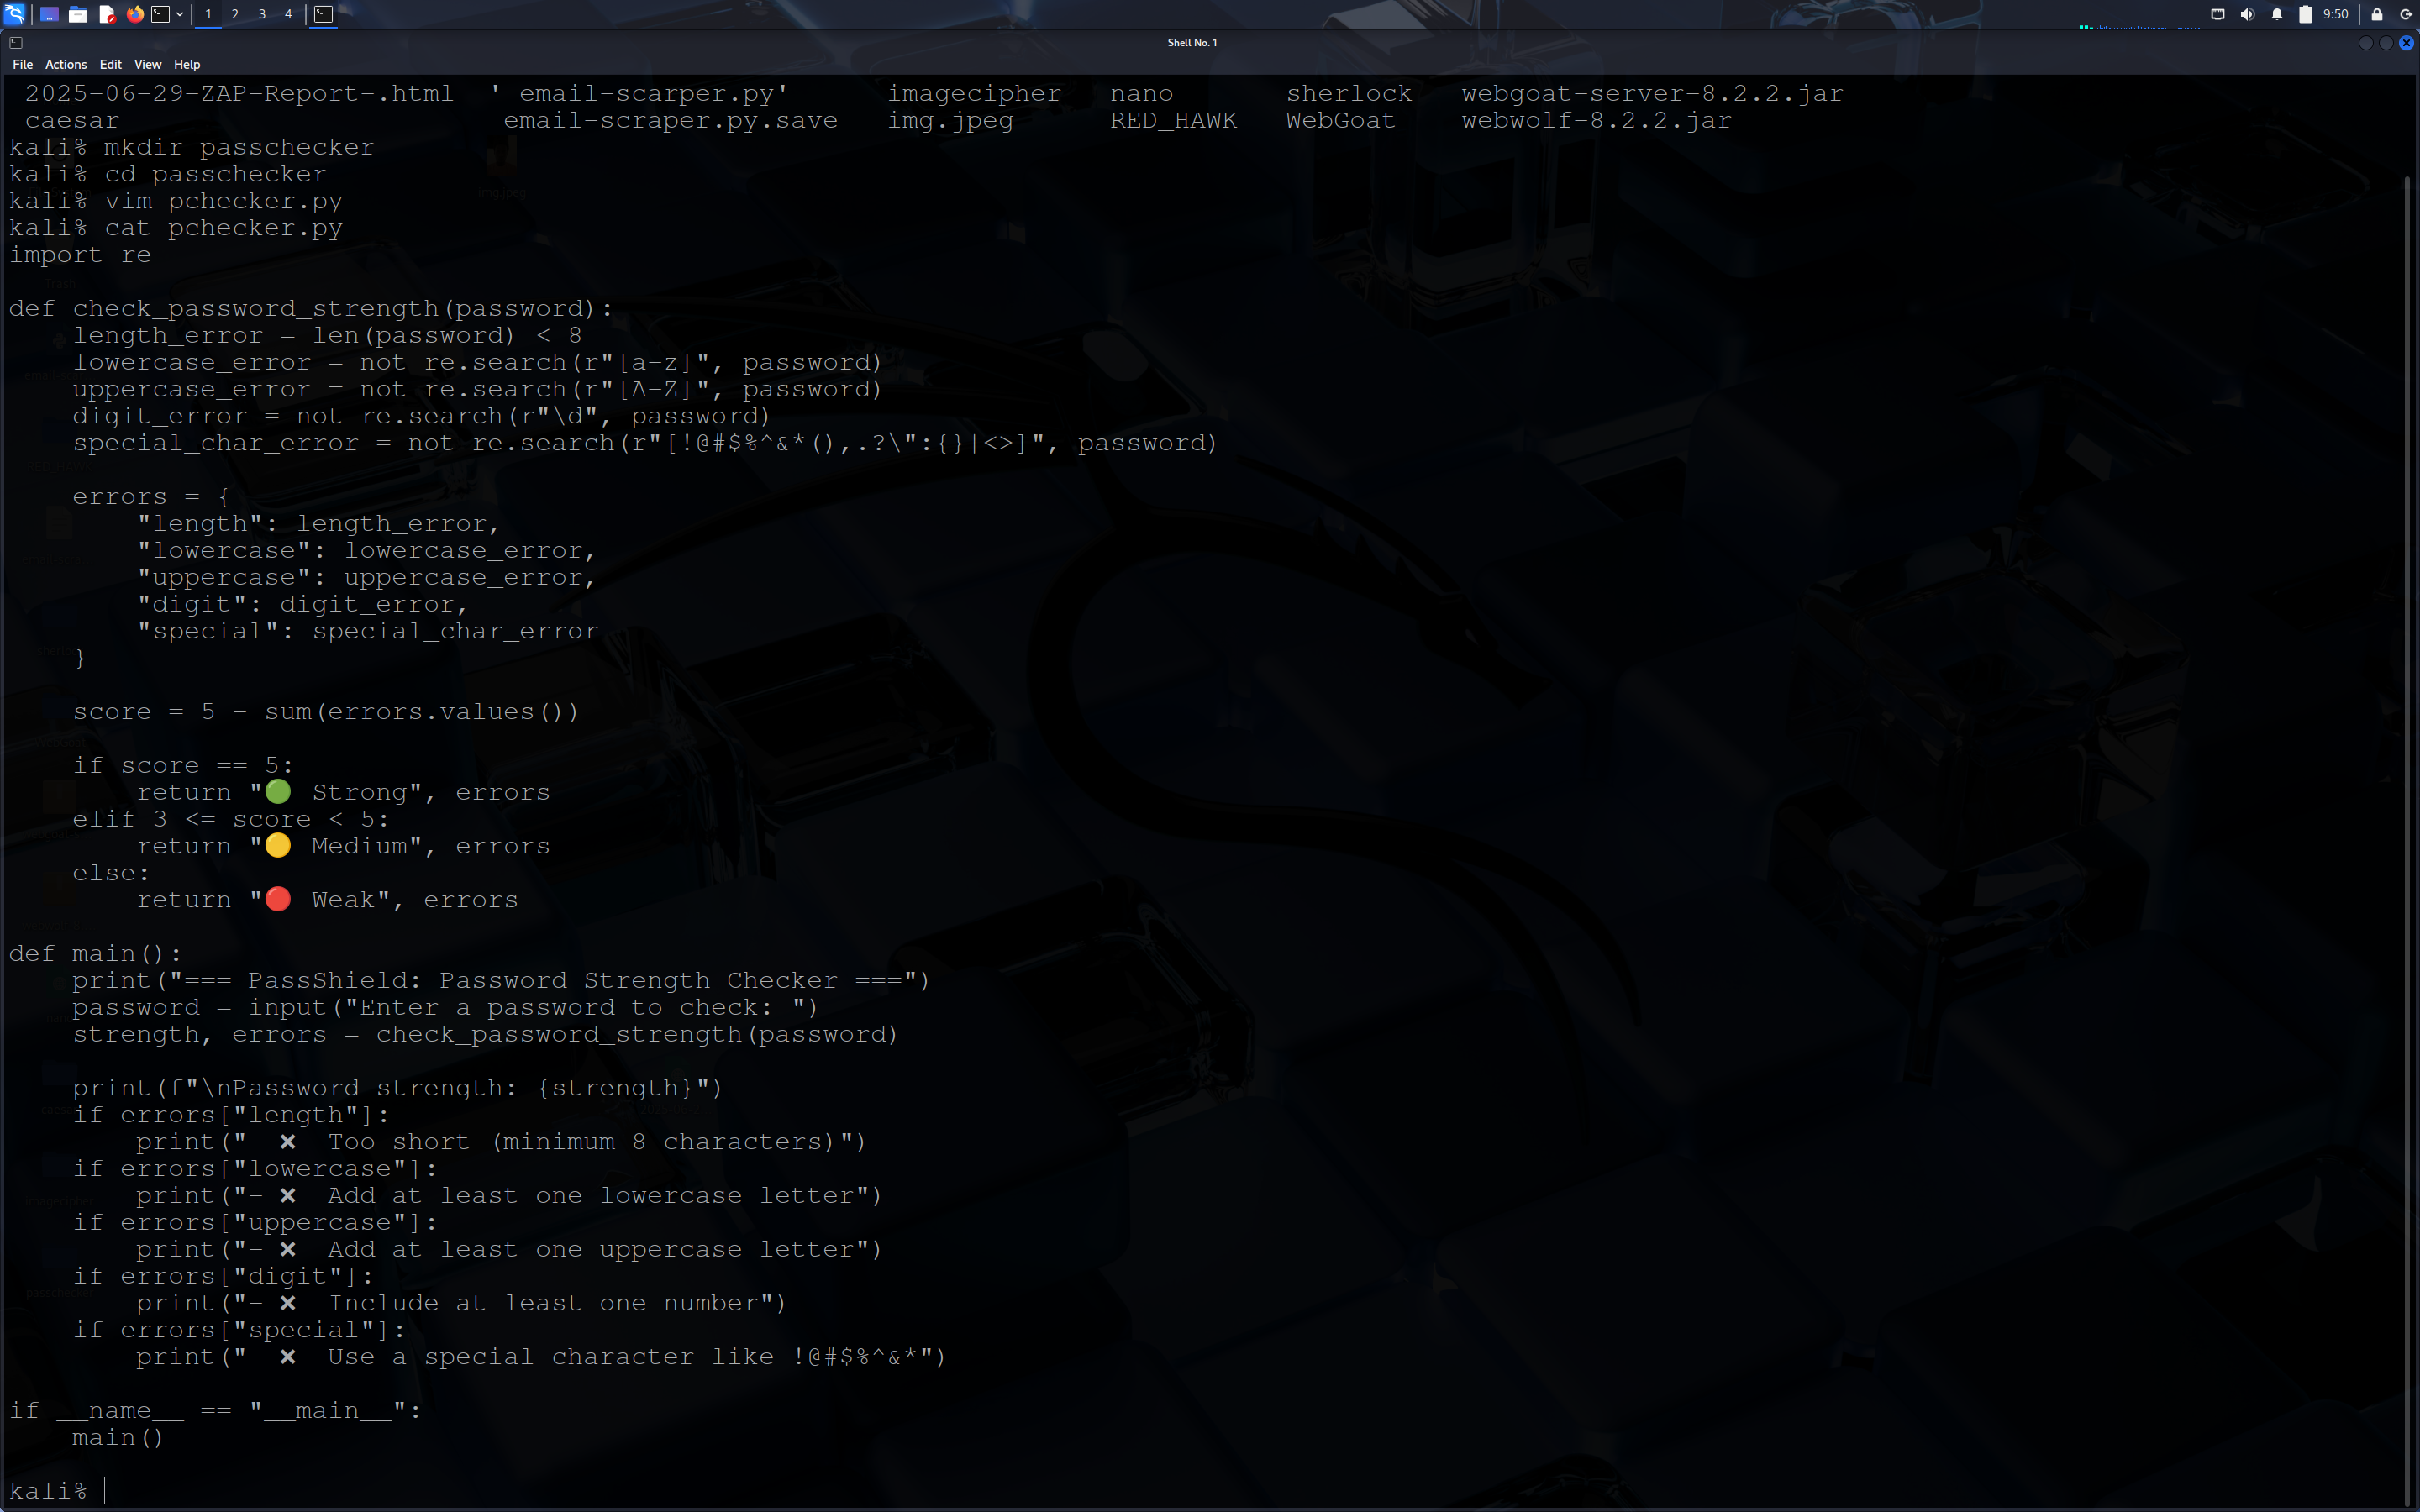 1 2 3 4 9:50
Shell No. 1
File Actions Edit View Help
2025-06-29-ZAP-Report-.html ' email-scarper.py' imagecipher nano sherlock webgoat-server-8.2.2.jar
caesar email-scraper.py.save img.jpeg RED_HAWK WebGoat webwolf-8.2.2.jar
kali% mkdir passchecker
kali% cd passchecker
kali% vim pchecker.py
kali% cat pchecker.py
import re

def check_password_strength(password):
    length_error = len(password) < 8
    lowercase_error = not re.search(r"[a-z]", password)
    uppercase_error = not re.search(r"[A-Z]", password)
    digit_error = not re.search(r"\d", password)
    special_char_error = not re.search(r"[!@#$%^&*(),.?\":{}|<>]", password)

    errors = {
        "length": length_error,
        "lowercase": lowercase_error,
        "uppercase": uppercase_error,
        "digit": digit_error,
        "special": special_char_error
    }

    score = 5 - sum(errors.values())

    if score == 5:
        return "🟢 Strong", errors
    elif 3 <= score < 5:
        return "🟡 Medium", errors
    else:
        return "🔴 Weak", errors

def main():
    print("=== PassShield: Password Strength Checker ===")
    password = input("Enter a password to check: ")
    strength, errors = check_password_strength(password)

    print(f"\nPassword strength: {strength}")
    if errors["length"]:
        print("- ❌ Too short (minimum 8 characters)")
    if errors["lowercase"]:
        print("- ❌ Add at least one lowercase letter")
    if errors["uppercase"]:
        print("- ❌ Add at least one uppercase letter")
    if errors["digit"]:
        print("- ❌ Include at least one number")
    if errors["special"]:
        print("- ❌ Use a special character like !@#$%^&*")

if __name__ == "__main__":
    main()

kali%